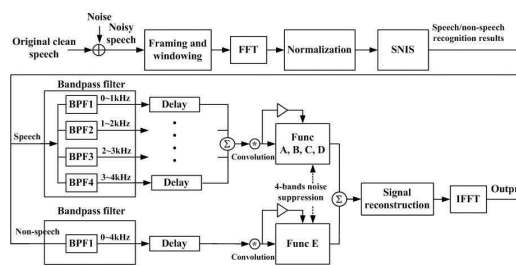 Noise
Original clean
speech
Noisy
speech
Framing and
windowing
FFT
Normalization
SNIS
Speech/non-speech
recognition results
Bandpass filter
Speech
BPF1
0~1kHz
Delay
BPF2
1~2kHz
BPF3
2~3kHz
BPF4
3~4kHz
Delay
Σ
*
Convolution
Func
A, B, C, D
4-bands noise
suppression
Σ
Signal
reconstruction
IFFT
Output
Bandpass filter
Non-speech
BPF1
0~4kHz
Delay
*
Convolution
Func E